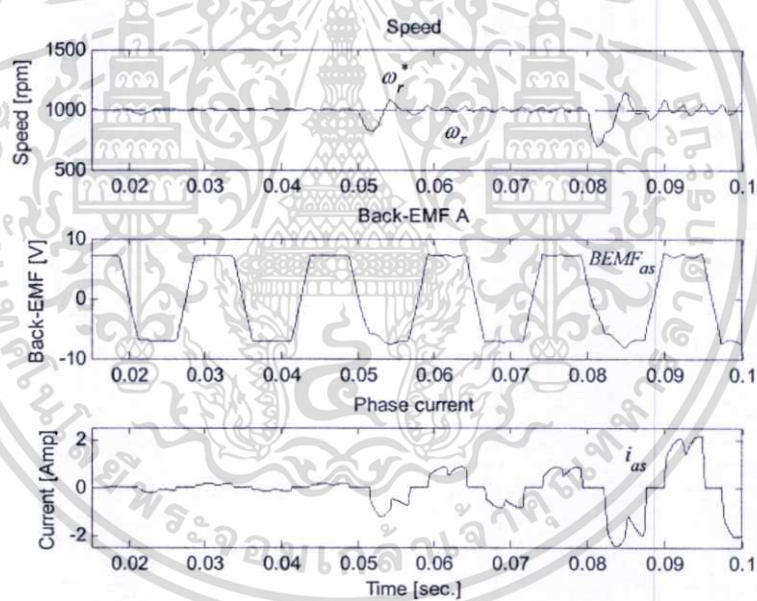 Speed
1500
1000
500
Speed [rpm]
ω_r^*
ω_r
0.02 0.03 0.04 0.05 0.06 0.07 0.08 0.09 0.1
Back-EMF A
10
0
-10
Back-EMF [V]
BEMF_as
0.02 0.03 0.04 0.05 0.06 0.07 0.08 0.09 0.1
Phase current
2
0
-2
Current [Amp]
i_as
0.02 0.03 0.04 0.05 0.06 0.07 0.08 0.09 0.1
Time [sec.]